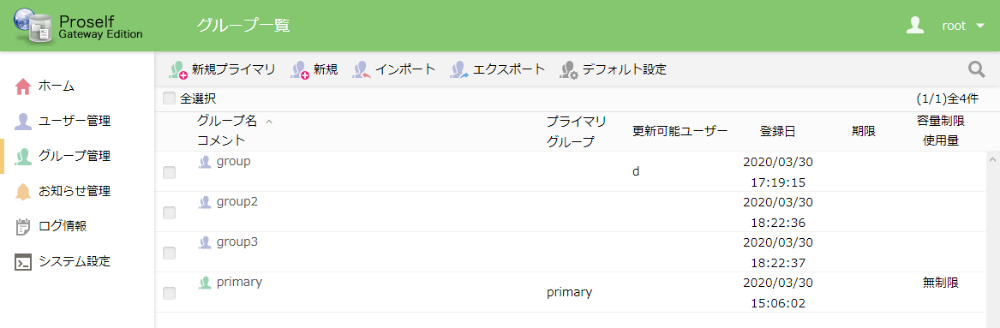 Proself
Gateway Edition
グループ一覧
root
ホーム
ユーザー管理
グループ管理
お知らせ管理
ログ情報
システム設定
新規プライマリ 新規 インポート エクスポート デフォルト設定
全選択 (1/1)全4件
グループ名
コメント
プライマリ
グループ
更新可能ユーザー
登録日
期限
容量制限
使用量
group
d
2020/03/30
17:19:15
group2
2020/03/30
18:22:36
group3
2020/03/30
18:22:37
primary
primary
2020/03/30
15:06:02
無制限